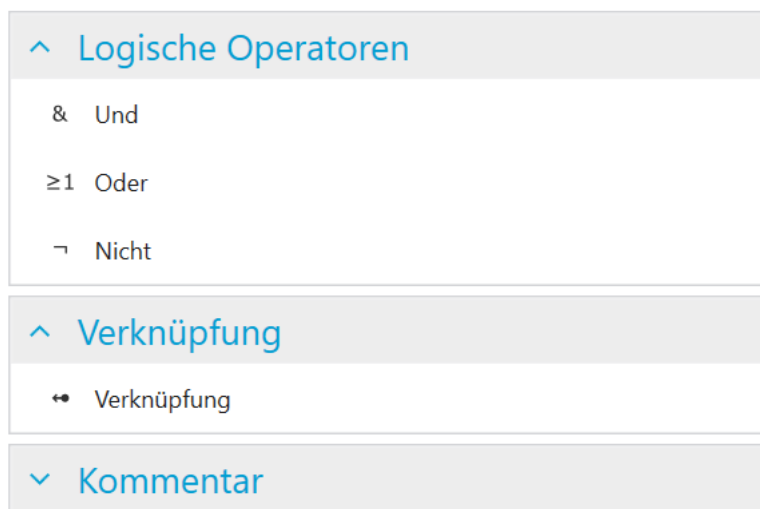 Logische Operatoren
& Und
≥1 Oder
¬ Nicht
Verknüpfung
Verknüpfung
Kommentar